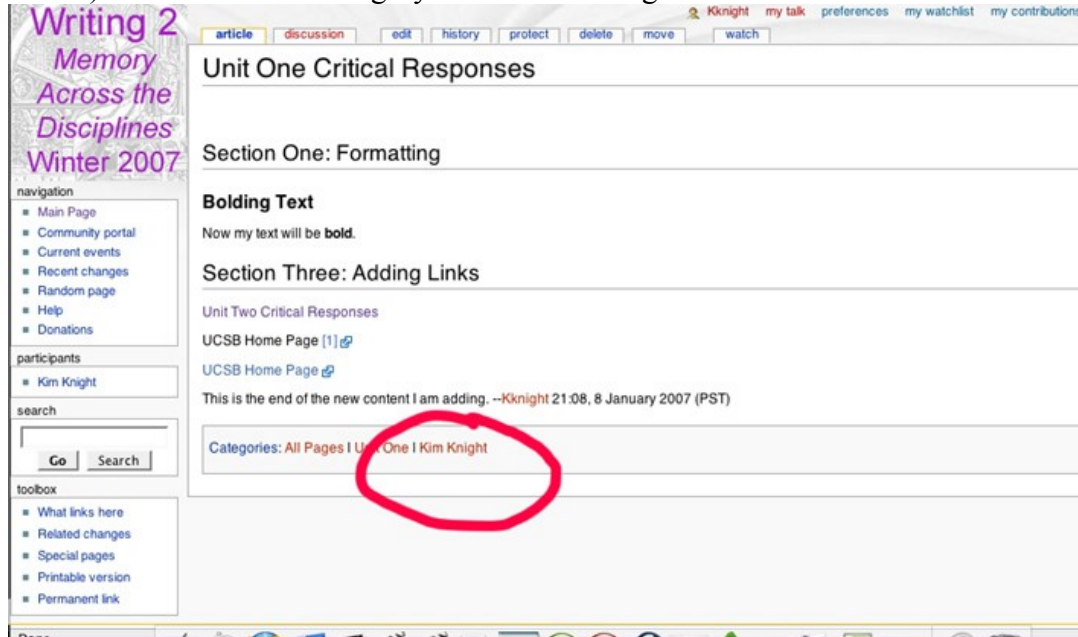 Kknight my talk preferences my watchlist my contributions
article discussion edit history protect delete move watch
Writing 2
Memory
Across the
Disciplines
Winter 2007
navigation
Main Page
Community portal
Current events
Recent changes
Random page
Help
Donations
participants
Kim Knight
search
Go Search
toolbox
What links here
Related changes
Special pages
Printable version
Permanent link
Unit One Critical Responses
Section One: Formatting
Bolding Text
Now my text will be bold.
Section Three: Adding Links
Unit Two Critical Responses
UCSB Home Page [1]
UCSB Home Page
This is the end of the new content I am adding. --Kknight 21:08, 8 January 2007 (PST)
Categories: All Pages | Unit One | Kim Knight